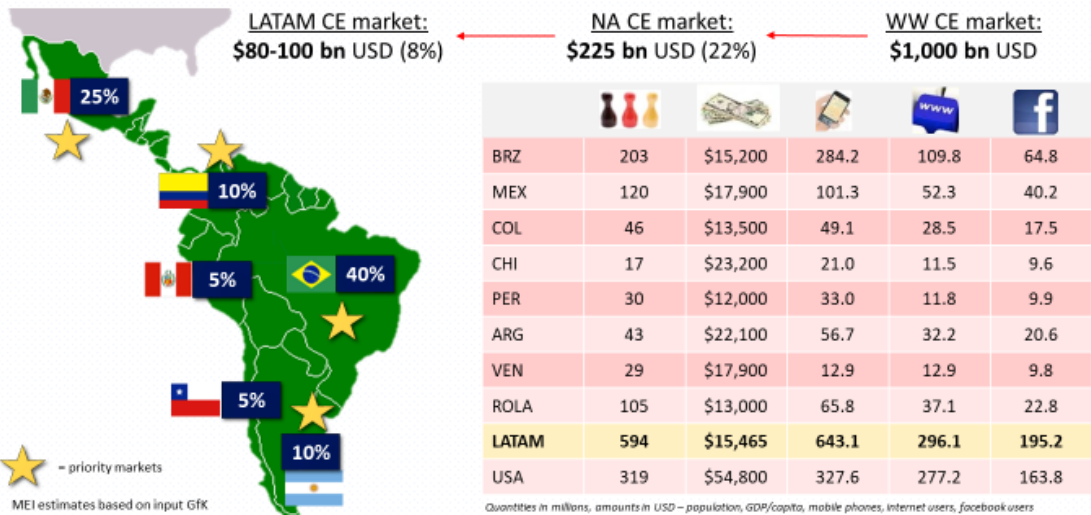 LATAM CE market:
$80-100 bn USD (8%)
NA CE market:
$225 bn USD (22%)
WW CE market:
$1,000 bn USD
25%
10%
5%
40%
5%
10%
= priority markets
MEI estimates based on input GfK
www
f
BRZ 203 $15,200 284.2 109.8 64.8
MEX 120 $17,900 101.3 52.3 40.2
COL 46 $13,500 49.1 28.5 17.5
CHI 17 $23,200 21.0 11.5 9.6
PER 30 $12,000 33.0 11.8 9.9
ARG 43 $22,100 56.7 32.2 20.6
VEN 29 $17,900 12.9 12.9 9.8
ROLA 105 $13,000 65.8 37.1 22.8
LATAM 594 $15,465 643.1 296.1 195.2
USA 319 $54,800 327.6 277.2 163.8
Quantities in millions, amounts in USD – population, GDP/capita, mobile phones, internet users, facebook users